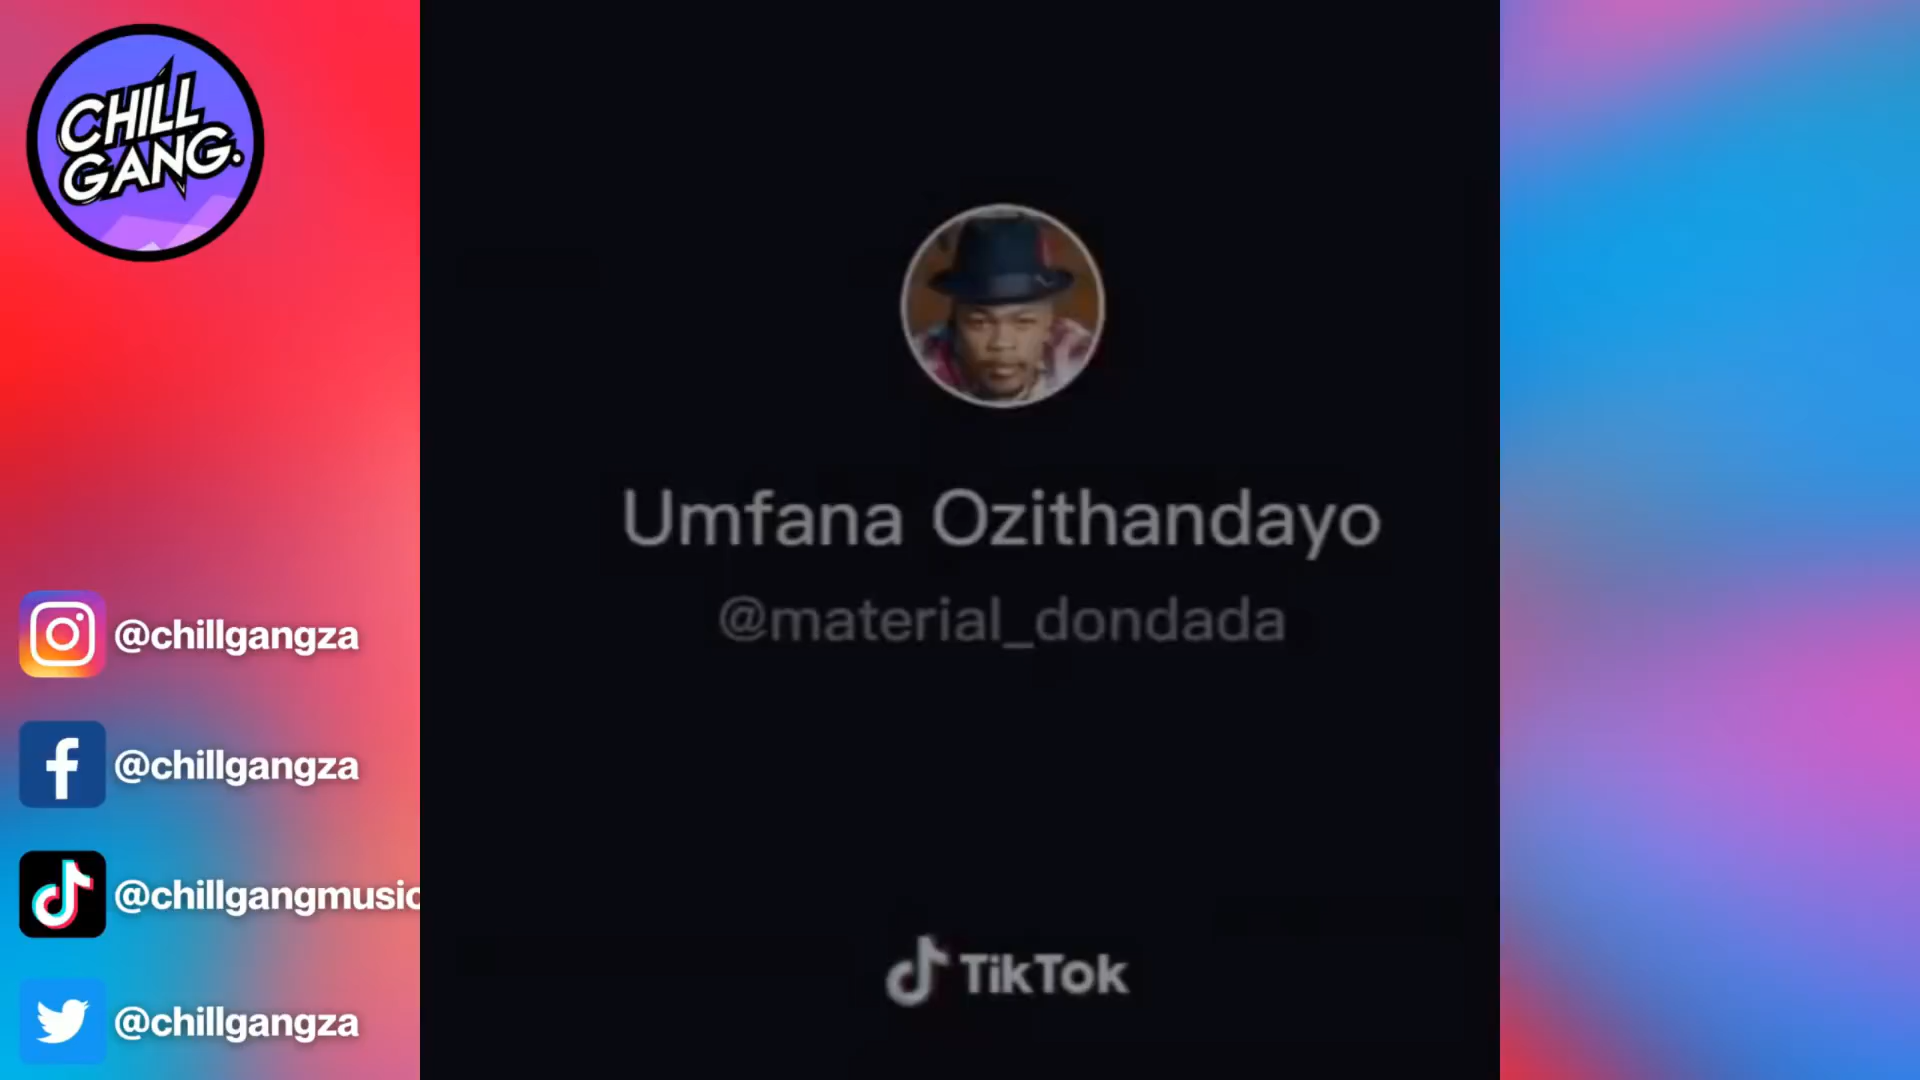 CHILL
GANG.
Umfana Ozithandayo
@material_dondada
TikTok
@chillgangza
@chillgangza
@chillgangmusic
@chillgangza